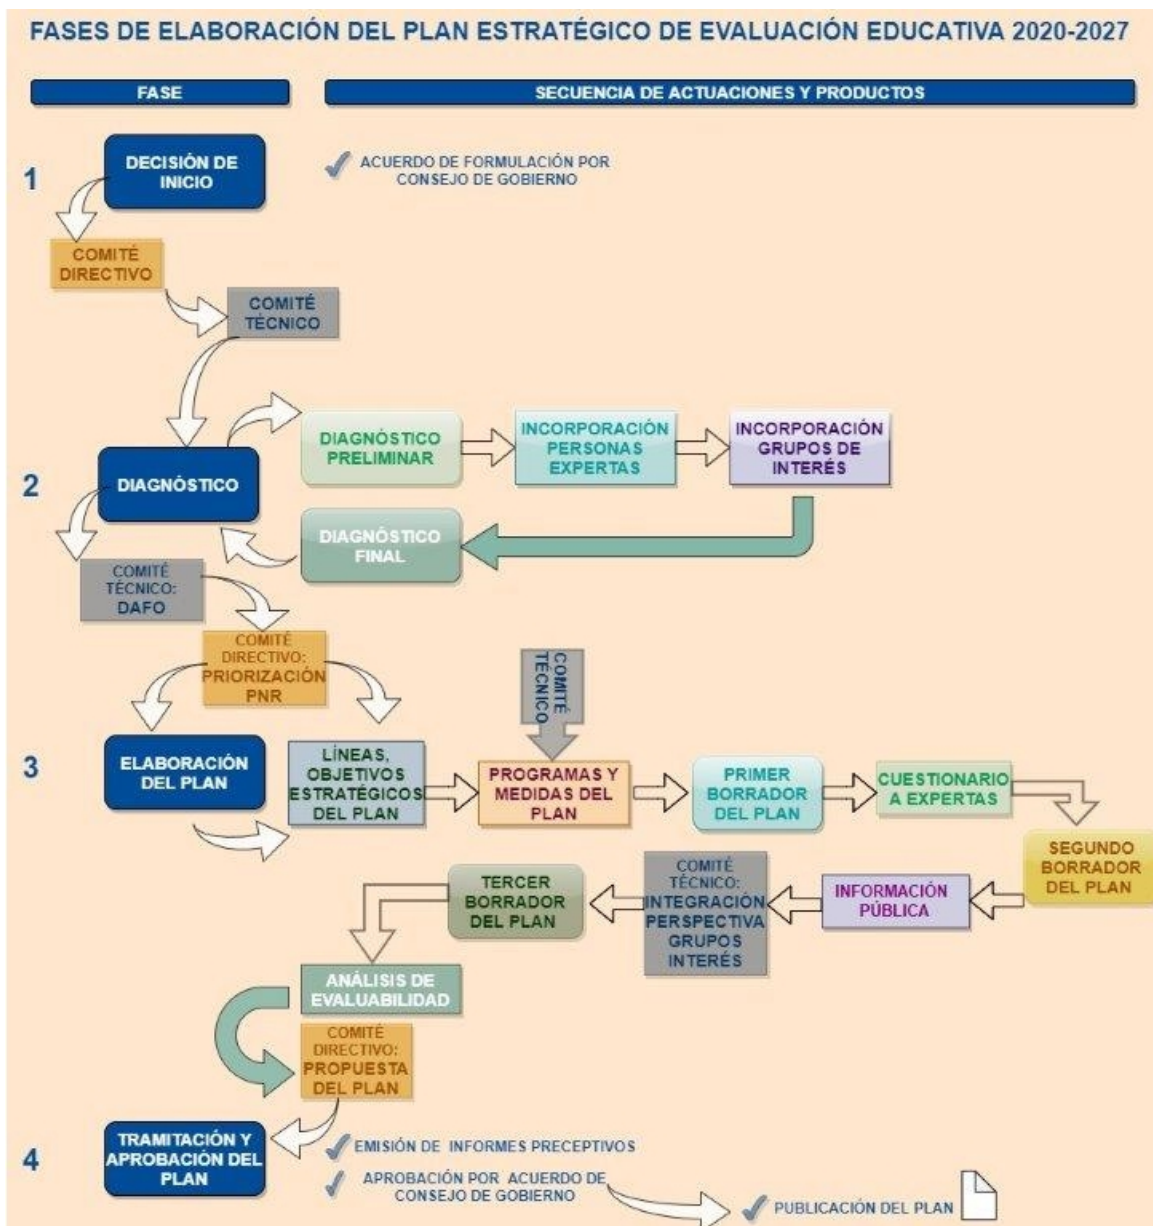 FASES DE ELABORACIÓN DEL PLAN ESTRATÉGICO DE EVALUACIÓN EDUCATIVA 2020-2027
FASE
SECUENCIA DE ACTUACIONES Y PRODUCTOS
1
DECISIÓN DE
INICIO
ACUERDO DE FORMULACIÓN POR
CONSEJO DE GOBIERNO
COMITÉ
DIRECTIVO
COMITÉ
TÉCNICO
2
DIAGNÓSTICO
DIAGNÓSTICO
PRELIMINAR
INCORPORACIÓN
PERSONAS
EXPERTAS
INCORPORACIÓN
GRUPOS DE
INTERÉS
DIAGNÓSTICO
FINAL
COMITÉ
TÉCNICO:
DAFO
COMITÉ
DIRECTIVO:
PRIORIZACIÓN
PNR
COMITÉ
TÉCNICO
3
ELABORACIÓN
DEL PLAN
LÍNEAS,
OBJETIVOS
ESTRATÉGICOS
DEL PLAN
PROGRAMAS Y
MEDIDAS DEL
PLAN
PRIMER
BORRADOR
DEL PLAN
CUESTIONARIO
A EXPERTAS
SEGUNDO
BORRADOR
DEL PLAN
INFORMACIÓN
PÚBLICA
COMITÉ
TÉCNICO:
INTEGRACIÓN
PERSPECTIVA
GRUPOS
INTERÉS
TERCER
BORRADOR
DEL PLAN
ANÁLISIS DE
EVALUABILIDAD
COMITÉ
DIRECTIVO:
PROPUESTA
DEL PLAN
4
TRAMITACIÓN Y
APROBACIÓN DEL
PLAN
EMISIÓN DE INFORMES PRECEPTIVOS
APROBACIÓN POR ACUERDO DE
CONSEJO DE GOBIERNO
PUBLICACIÓN DEL PLAN